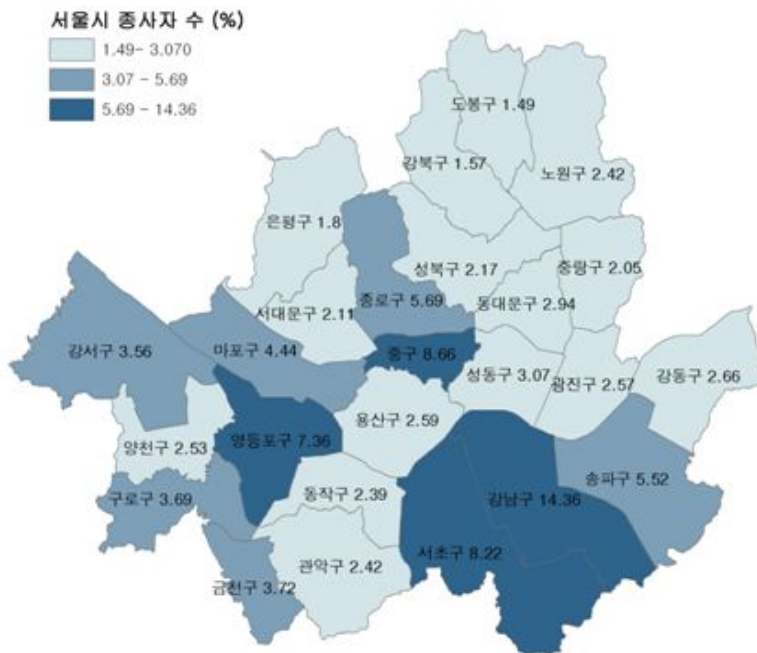 서울시 종사자 수 (%)
1.49- 3.070
3.07 - 5.69
5.69 - 14.36
도봉구 1.49
강북구 1.57
노원구 2.42
은평구 1.8
성북구 2.17
중랑구 2.05
종로구 5.69
동대문구 2.94
서대문구 2.11
강서구 3.56
마포구 4.44
중구 8.66
성동구 3.07
광진구 2.57
강동구 2.66
용산구 2.59
양천구 2.53
영등포구 7.36
송파구 5.52
구로구 3.69
동작구 2.39
강남구 14.36
서초구 8.22
관악구 2.42
금천구 3.72